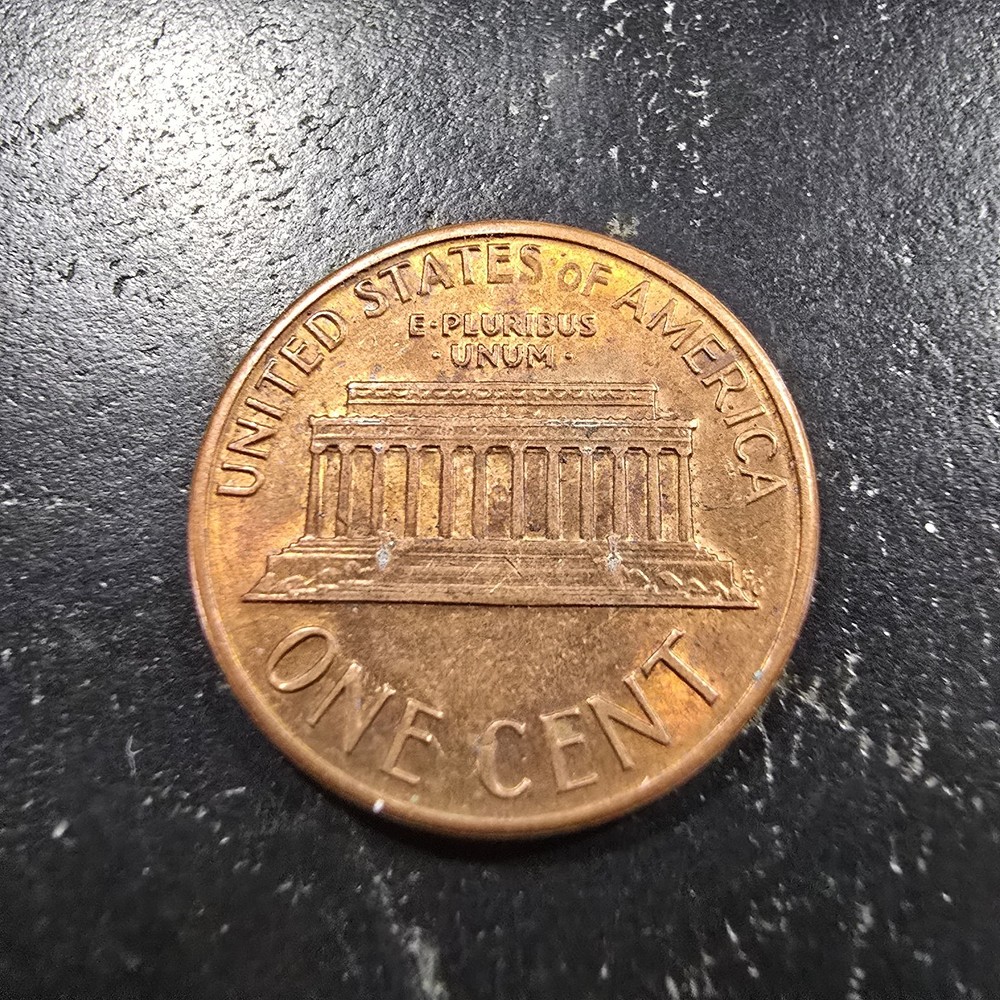 UNITED STATES OF AMERICA
E·PLURIBUS
·UNUM·
ONE CENT